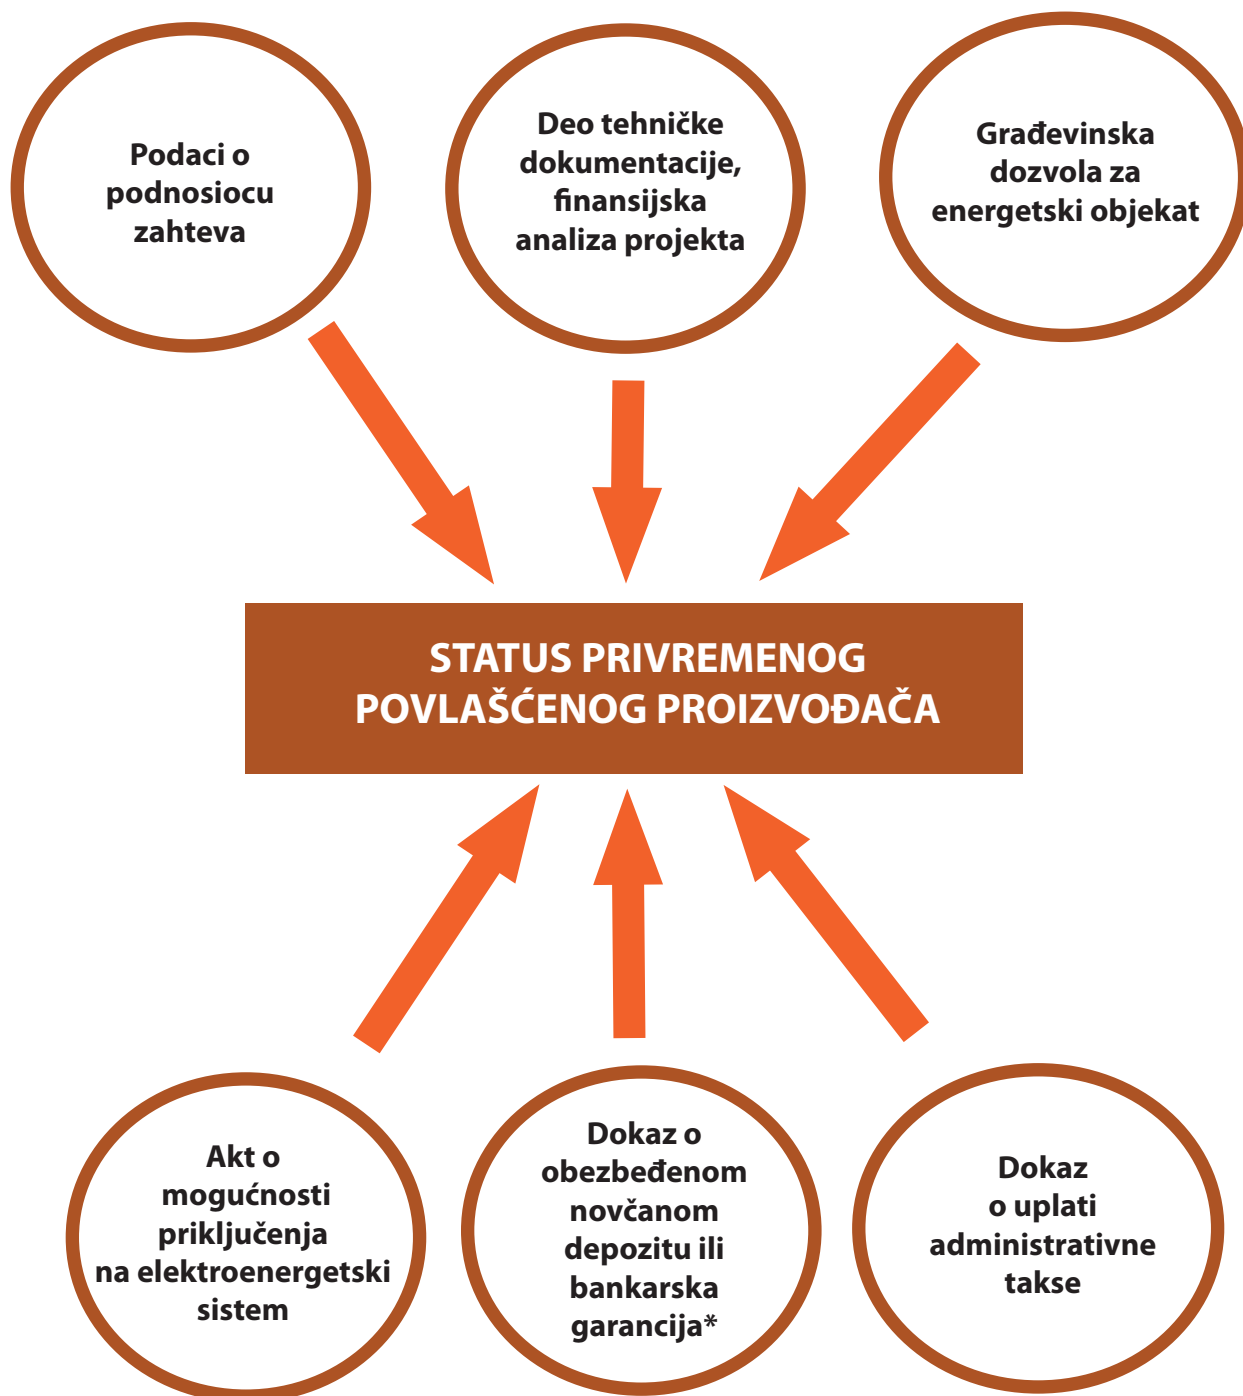 Podaci o
podnosiocu
zahteva
Deo tehničke
dokumentacije,
finansijska
analiza projekta
Građevinska
dozvola za
energetski objekat
STATUS PRIVREMENOG
POVLAŠĆENOG PROIZVOĐAČA
Akt o
mogućnosti
priključenja
na elektroenergetski
sistem
Dokaz o
obezbeđenom
novčanom
depozitu ili
bankarska
garancija*
Dokaz
o uplati
administrativne
takse